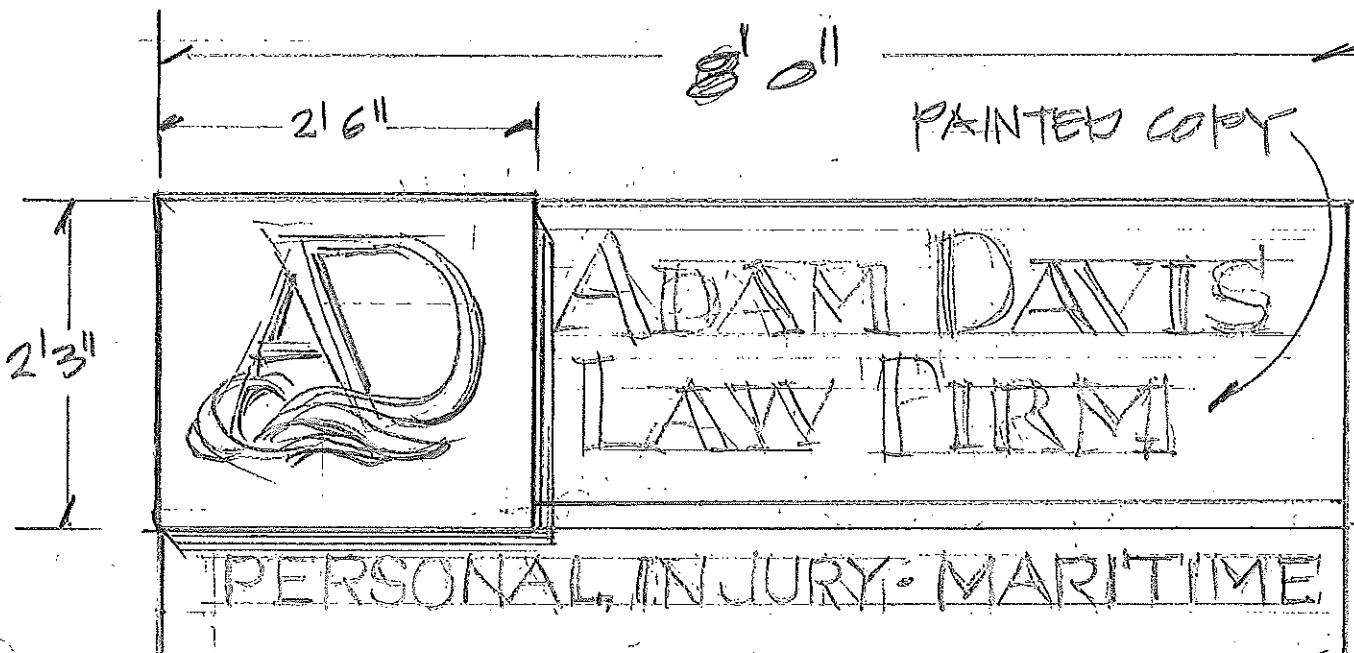 8' 0"
2' 6"
PAINTED COPY
2' 3"
AD
ADAM DAVIS
LAW FIRM
PERSONAL INJURY • MARITIME